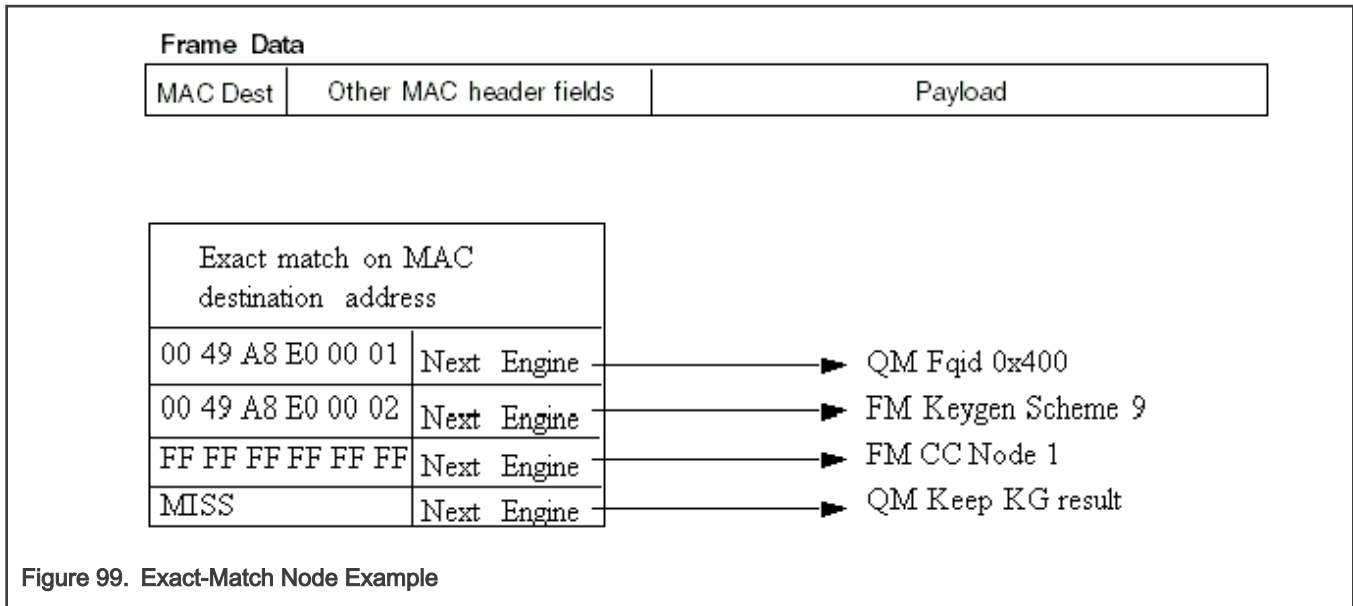 Frame Data
MAC Dest Other MAC header fields Payload
Exact match on MAC
destination address
00 49 A8 E0 00 01 Next Engine QM Fqid 0x400
00 49 A8 E0 00 02 Next Engine FM Keygen Scheme 9
FF FF FF FF FF FF Next Engine FM CC Node 1
MISS Next Engine QM Keep KG result
Figure 99. Exact-Match Node Example